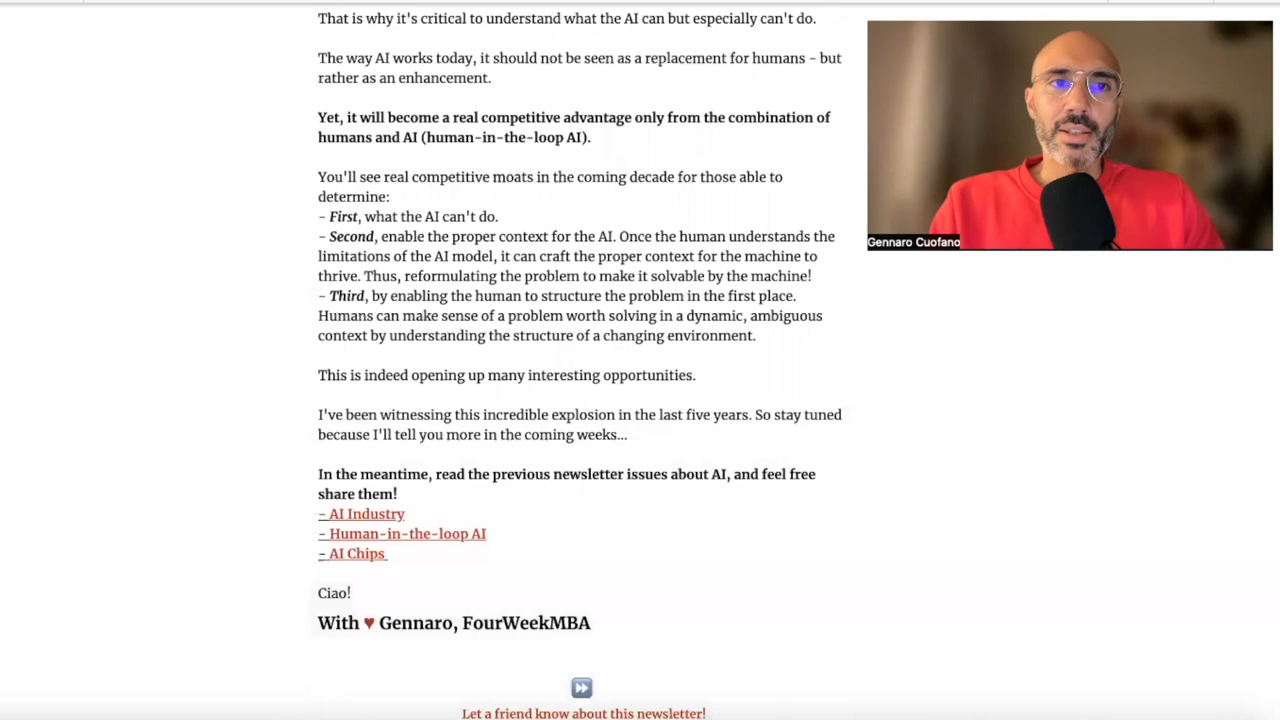 That is why it's critical to understand what the AI can but especially can't do.
The way AI works today, it should not be seen as a replacement for humans - but
rather as an enhancement.
Yet, it will become a real competitive advantage only from the combination of
humans and AI (human-in-the-loop AI).
You'll see real competitive moats in the coming decade for those able to
determine:
- First, what the AI can't do.
- Second, enable the proper context for the AI. Once the human understands the
limitations of the AI model, it can craft the proper context for the machine to
thrive. Thus, reformulating the problem to make it solvable by the machine!
- Third, by enabling the human to structure the problem in the first place.
Humans can make sense of a problem worth solving in a dynamic, ambiguous
context by understanding the structure of a changing environment.
This is indeed opening up many interesting opportunities.
I've been witnessing this incredible explosion in the last five years. So stay tuned
because I'll tell you more in the coming weeks...
In the meantime, read the previous newsletter issues about AI, and feel free
share them!
- AI Industry
- Human-in-the-loop AI
- AI Chips
Ciao!
With ♥ Gennaro, FourWeekMBA
Let a friend know about this newsletter!
Gennaro Cuofano